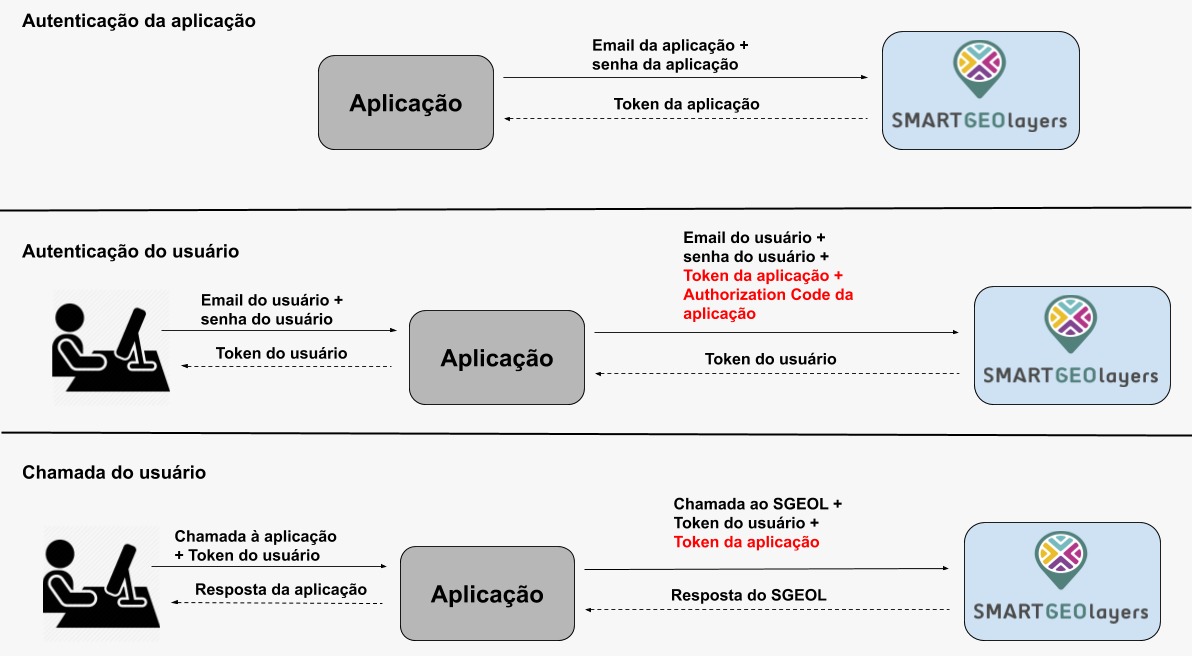 Autenticação da aplicação
Email da aplicação +
senha da aplicação
Aplicação
Token da aplicação
SMARTGEOlayers
Autenticação do usuário
Email do usuário +
senha do usuário +
Token da aplicação +
Authorization Code da
aplicação
Email do usuário +
senha do usuário
Token do usuário
Aplicação
Token do usuário
SMARTGEOlayers
Chamada do usuário
Chamada ao SGEOL +
Token do usuário +
Token da aplicação
Chamada à aplicação
+ Token do usuário
Resposta da aplicação
Aplicação
Resposta do SGEOL
SMARTGEOlayers